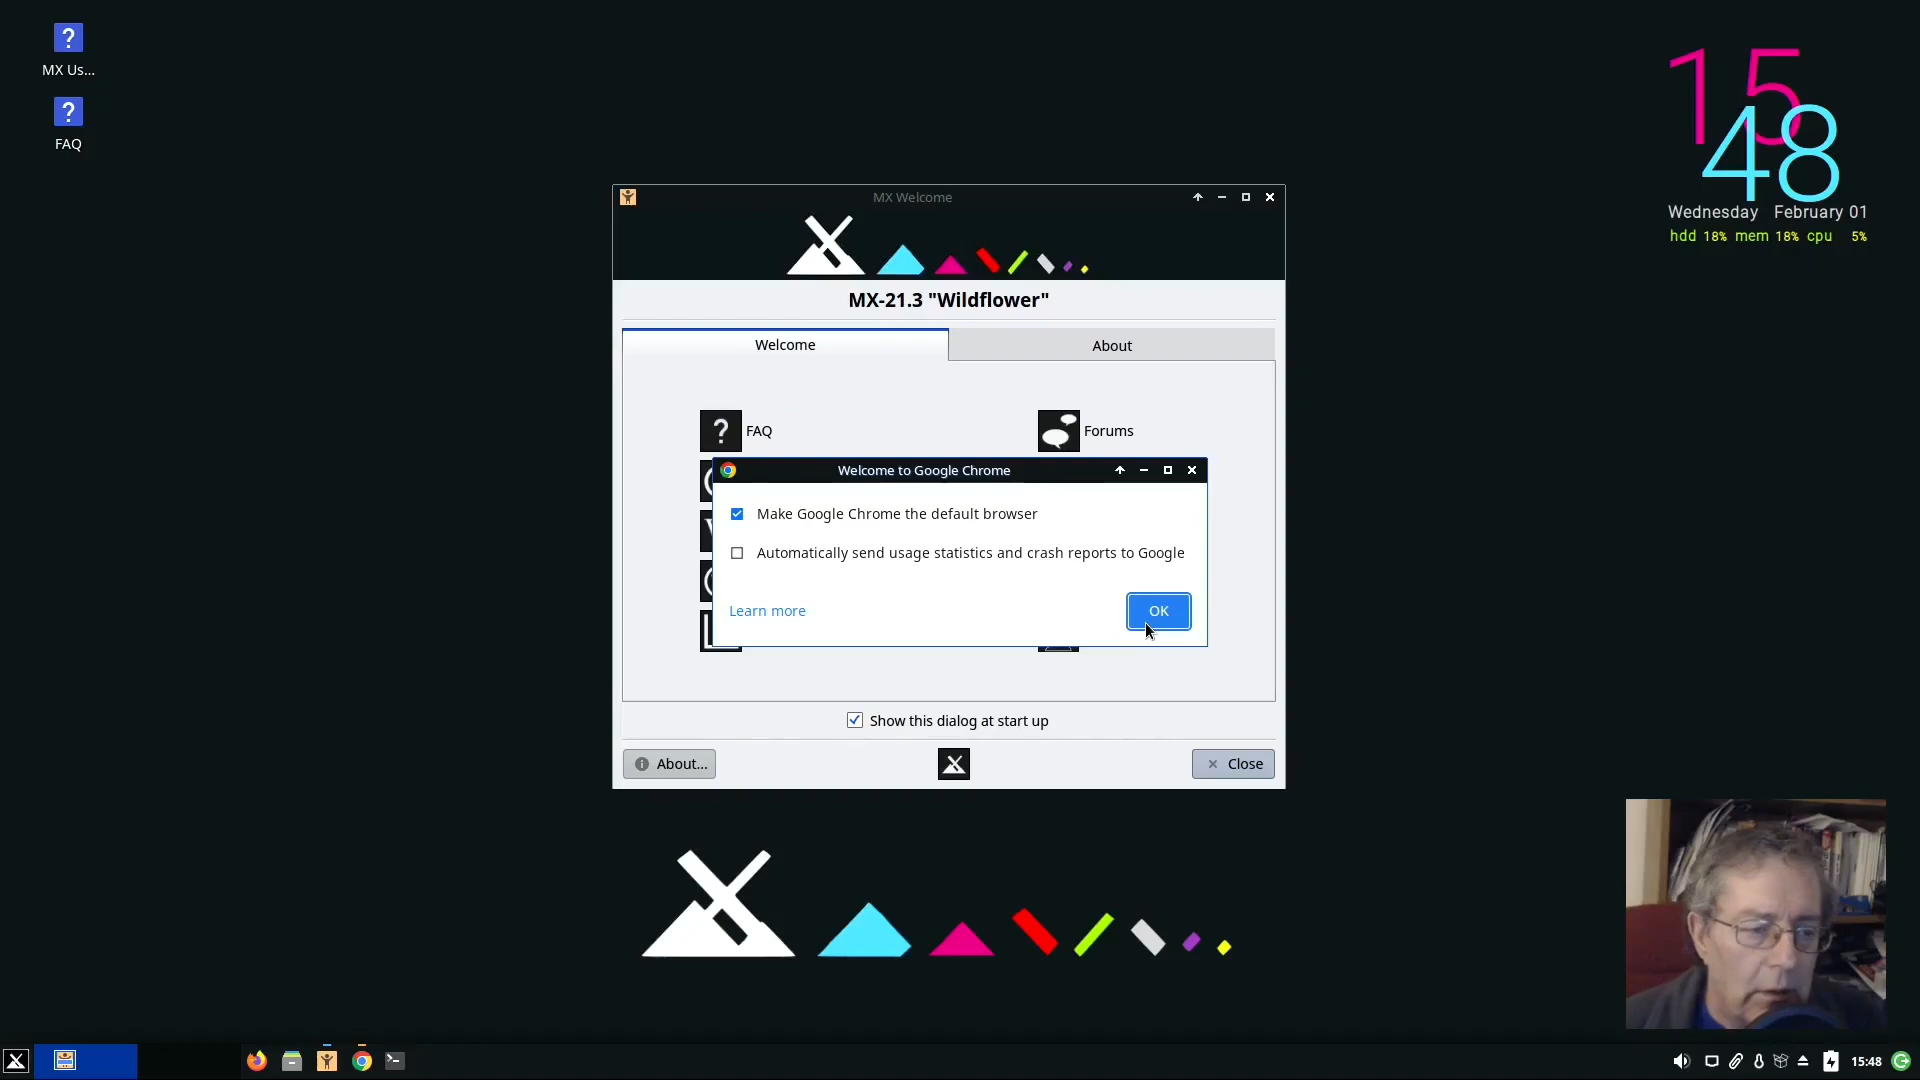 MX Us...
FAQ
15
48
Wednesday February 01
hdd 18% mem 18% cpu 5%
MX Welcome
MX-21.3 "Wildflower"
Welcome
About
? FAQ
Forums
Welcome to Google Chrome
Make Google Chrome the default browser
Automatically send usage statistics and crash reports to Google
Learn more
OK
Show this dialog at start up
About...
Close
15:48